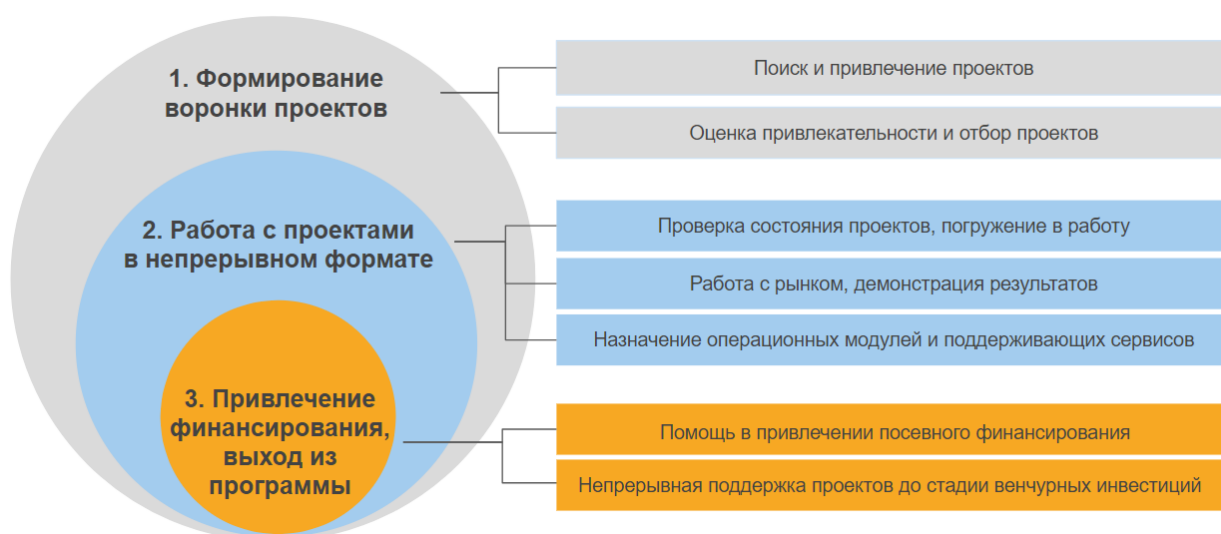 1. Формирование
воронки проектов
Поиск и привлечение проектов
Оценка привлекательности и отбор проектов
2. Работа с проектами
в непрерывном формате
Проверка состояния проектов, погружение в работу
Работа с рынком, демонстрация результатов
Назначение операционных модулей и поддерживающих сервисов
3. Привлечение
финансирования,
выход из
программы
Помощь в привлечении посевного финансирования
Непрерывная поддержка проектов до стадии венчурных инвестиций